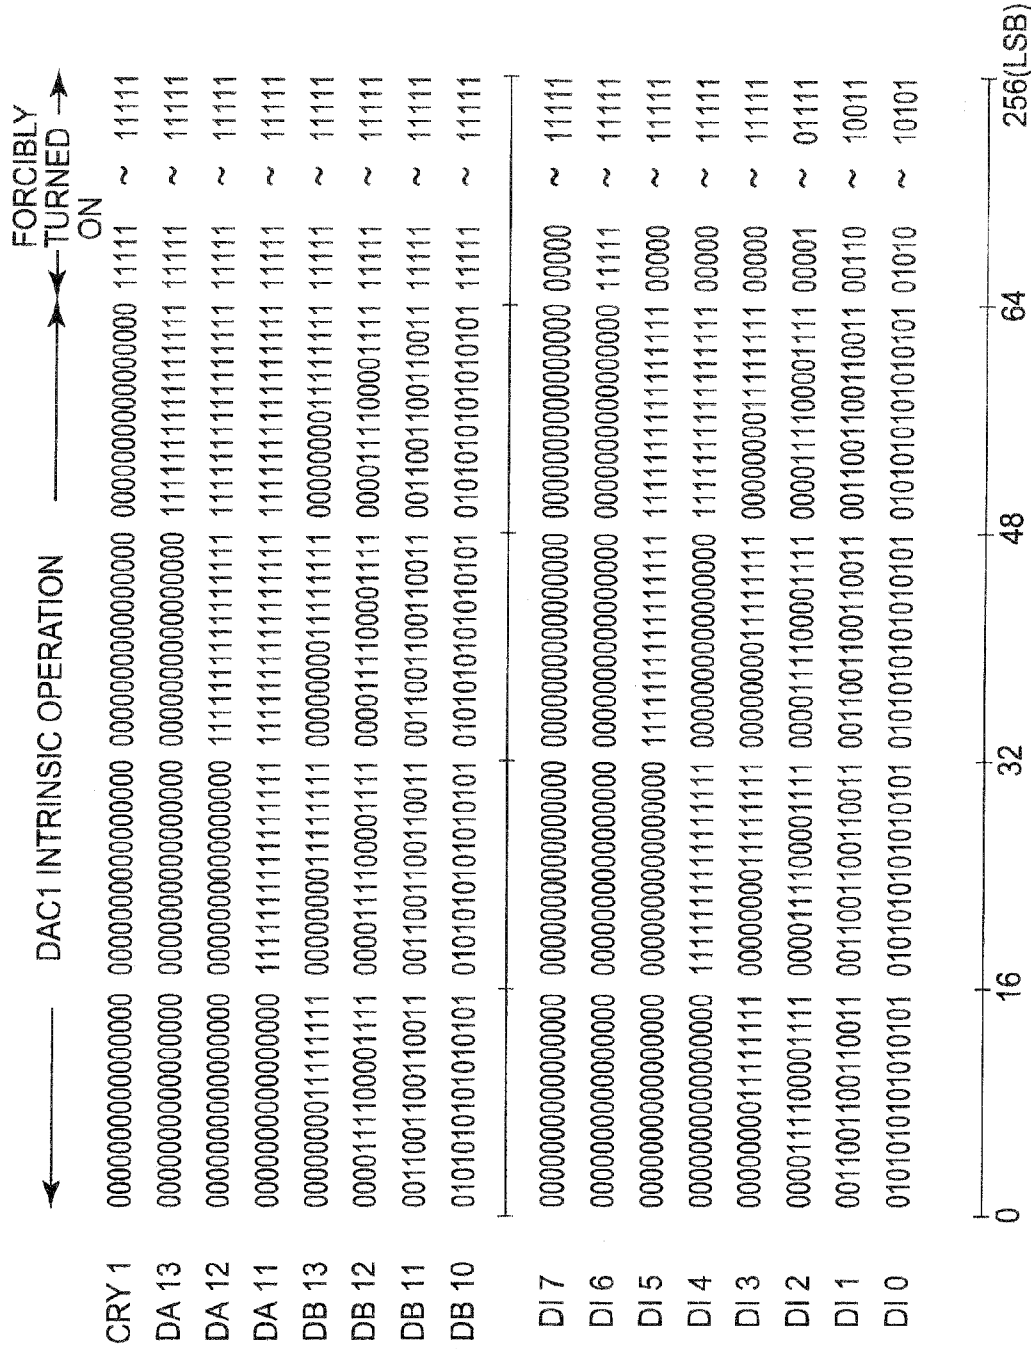 DAC1 INTRINSIC OPERATION
FORCIBLY
TURNED
ON
CRY 1 0000000000000000 0000000000000000 0000000000000000 0000000000000000 11111 ~ 11111
DA 13 0000000000000000 0000000000000000 0000000000000000 1111111111111111 11111 ~ 11111
DA 12 0000000000000000 0000000000000000 1111111111111111 1111111111111111 11111 ~ 11111
DA 11 0000000000000000 1111111111111111 1111111111111111 1111111111111111 11111 ~ 11111
DB 13 0000000011111111 0000000011111111 0000000011111111 0000000011111111 11111 ~ 11111
DB 12 0000111100001111 0000111100001111 0000111100001111 0000111100001111 11111 ~ 11111
DB 11 0011001100110011 0011001100110011 0011001100110011 0011001100110011 11111 ~ 11111
DB 10 0101010101010101 0101010101010101 0101010101010101 0101010101010101 11111 ~ 11111
DI 7 0000000000000000 0000000000000000 0000000000000000 0000000000000000 00000 ~ 11111
DI 6 0000000000000000 0000000000000000 0000000000000000 0000000000000000 11111 ~ 11111
DI 5 0000000000000000 0000000000000000 1111111111111111 1111111111111111 00000 ~ 11111
DI 4 0000000000000000 1111111111111111 0000000000000000 1111111111111111 00000 ~ 11111
DI 3 0000000011111111 0000000011111111 0000000011111111 0000000011111111 00000 ~ 11111
DI 2 0000111100001111 0000111100001111 0000111100001111 0000111100001111 00001 ~ 01111
DI 1 0011001100110011 0011001100110011 0011001100110011 0011001100110011 00110 ~ 10011
DI 0 0101010101010101 0101010101010101 0101010101010101 0101010101010101 01010 ~ 10101
0 16 32 48 64 256(LSB)